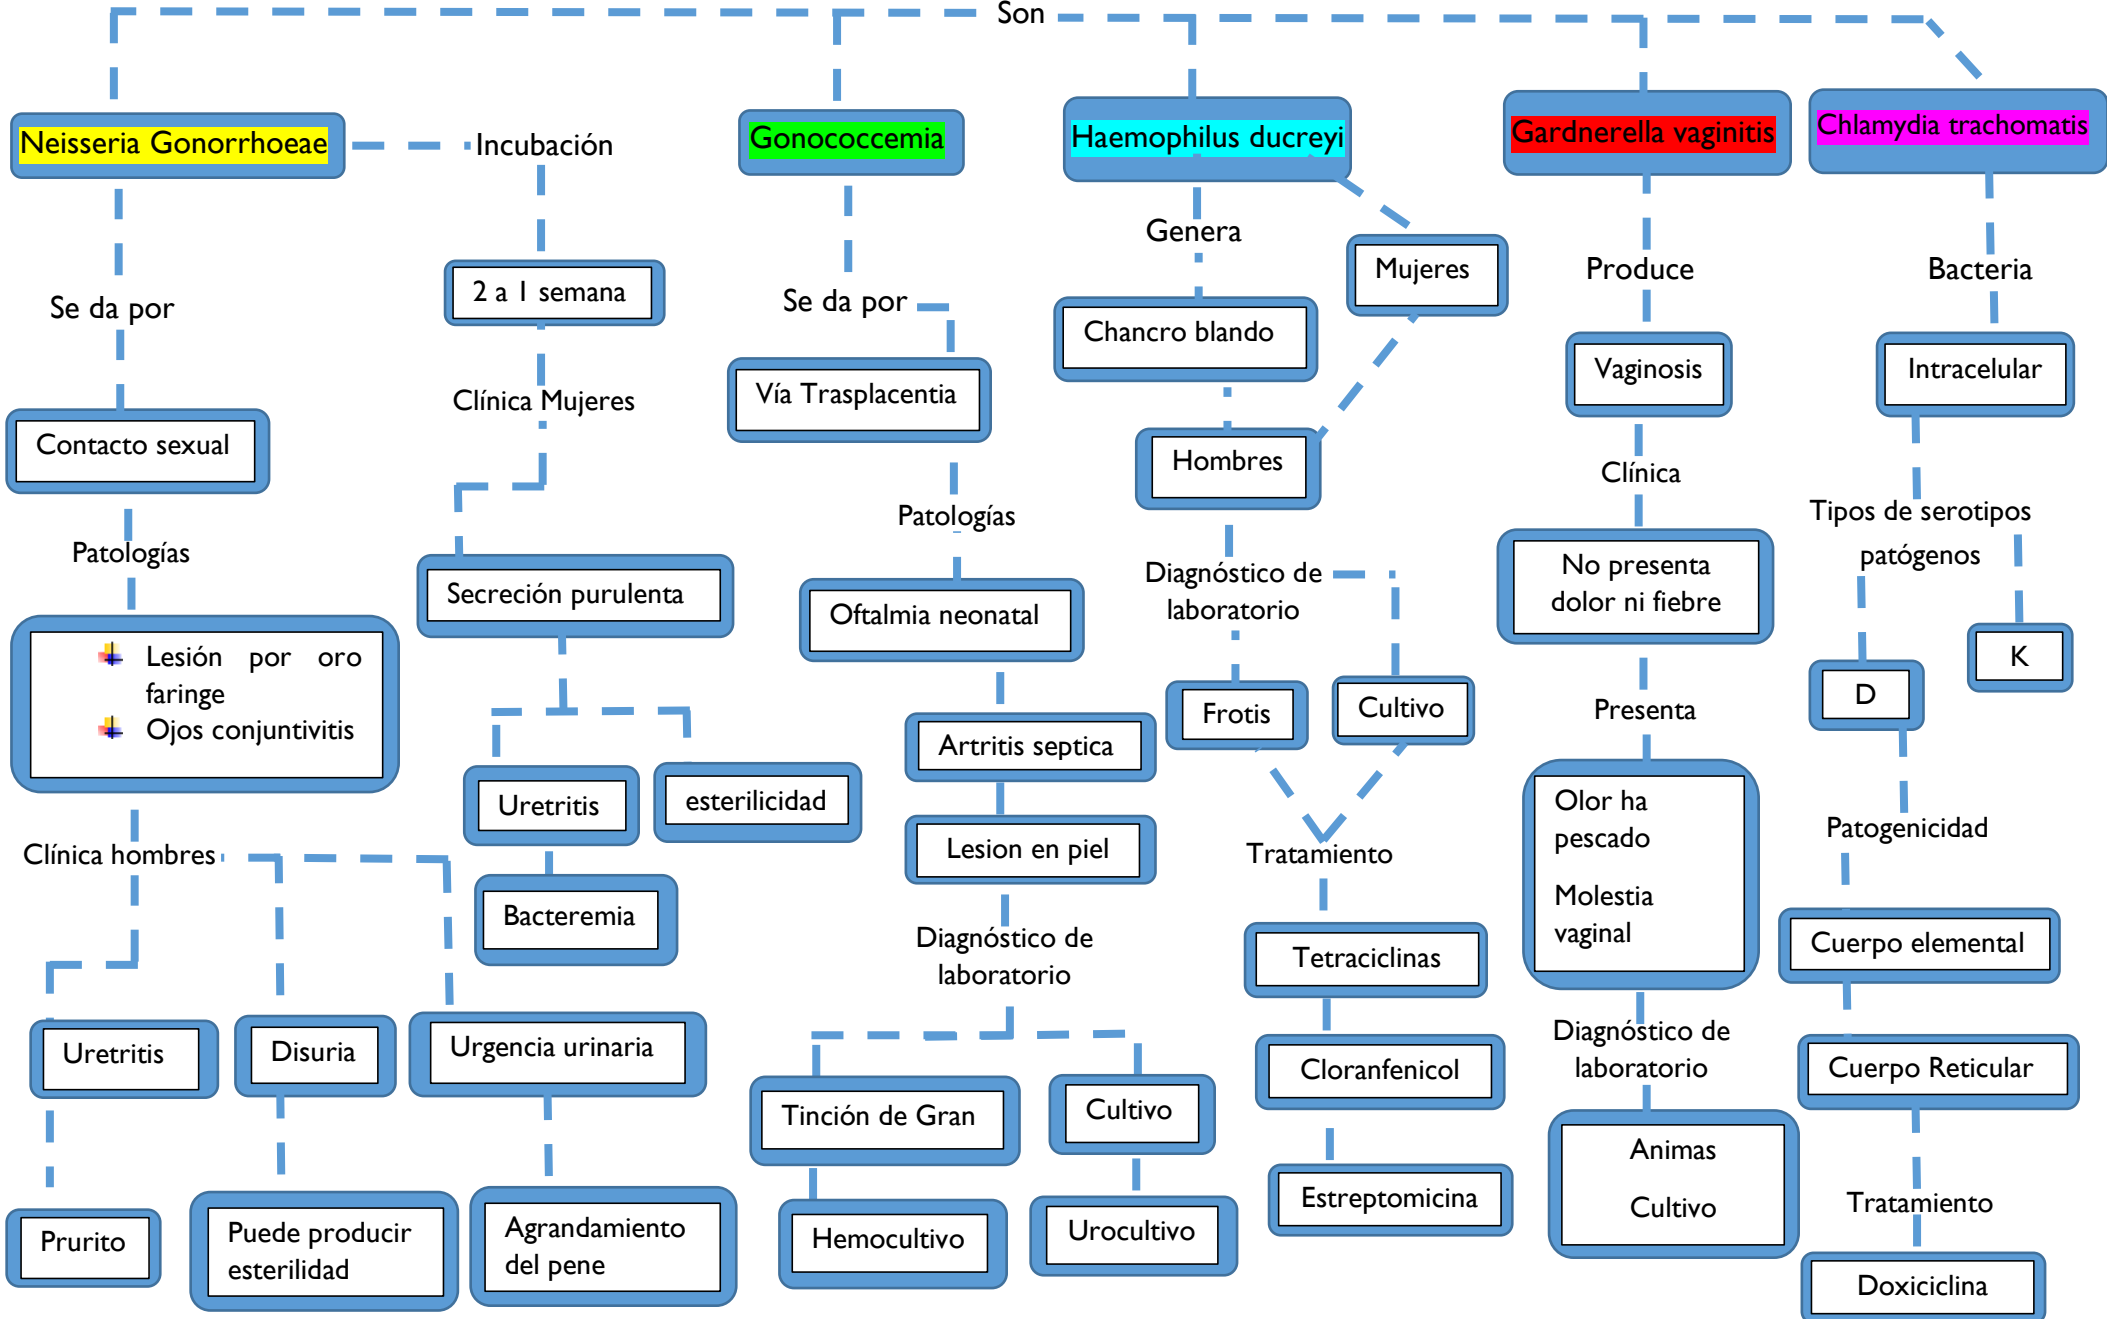 Son
Neisseria Gonorrhoeae
Incubación
2 a 1 semana
Se da por
Clínica Mujeres
Contacto sexual
Patologías
Secreción purulenta
Lesión por oro
faringe
Ojos conjuntivitis
Uretritis
esterilicidad
Bacteremia
Clínica hombres
Uretritis
Disuria
Urgencia urinaria
Prurito
Puede producir
esterilidad
Agrandamiento
del pene
Gonococcemia
Se da por
Vía Trasplacentia
Patologías
Oftalmia neonatal
Artritis septica
Lesion en piel
Diagnóstico de
laboratorio
Tinción de Gran
Cultivo
Hemocultivo
Urocultivo
Haemophilus ducreyi
Genera
Mujeres
Chancro blando
Hombres
Diagnóstico de
laboratorio
Frotis
Cultivo
Tratamiento
Tetraciclinas
Cloranfenicol
Estreptomicina
Gardnerella vaginitis
Produce
Vaginosis
Clínica
No presenta
dolor ni fiebre
Presenta
Olor ha
pescado
Molestia
vaginal
Diagnóstico de
laboratorio
Animas
Cultivo
Chlamydia trachomatis
Bacteria
Intracelular
Tipos de serotipos
patógenos
D
K
Patogenicidad
Cuerpo elemental
Cuerpo Reticular
Tratamiento
Doxiciclina